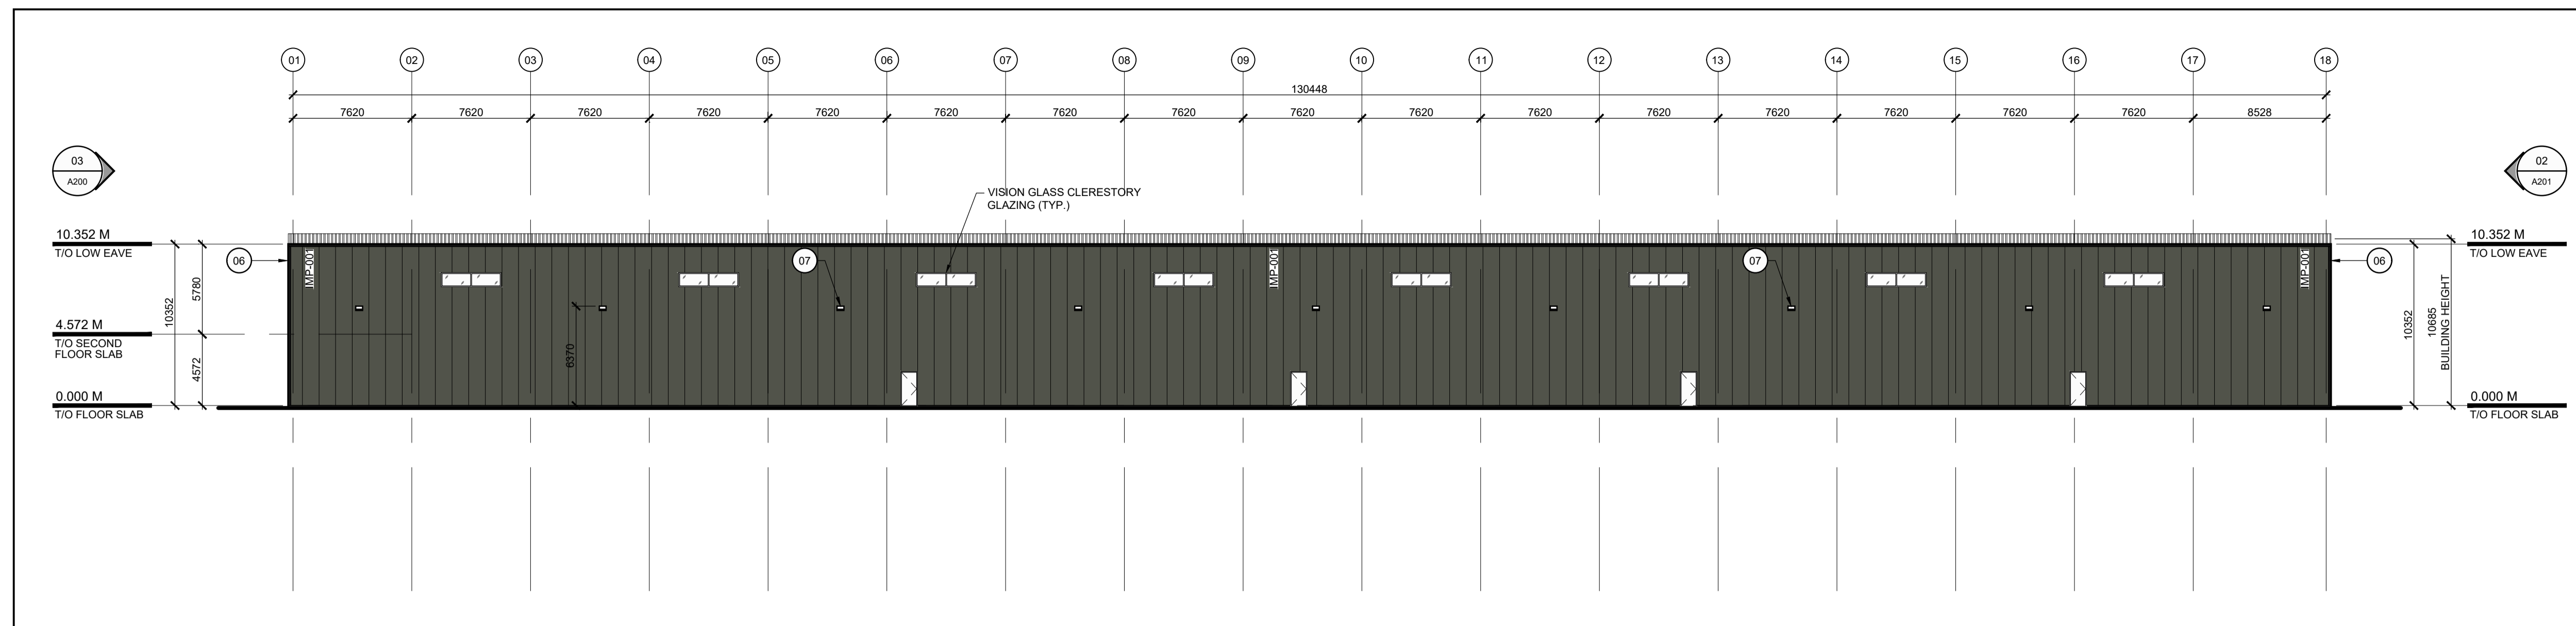 01 02 03 04 05 06 07 08 09 10 11 12 13 14 15 16 17 18
130448
7620 7620 7620 7620 7620 7620 7620 7620 7620 7620 7620 7620 7620 7620 7620 7620 8528
03
A200
02
A201
VISION GLASS CLERESTORY
GLAZING (TYP.)
10.352 M
T/O LOW EAVE
4.572 M
T/O SECOND
FLOOR SLAB
0.000 M
T/O FLOOR SLAB
10352
5780
4572
06
IMP-001
07
6370
IMP-001
07
IMP-001
06
10352
10685
BUILDING HEIGHT
10.352 M
T/O LOW EAVE
0.000 M
T/O FLOOR SLAB